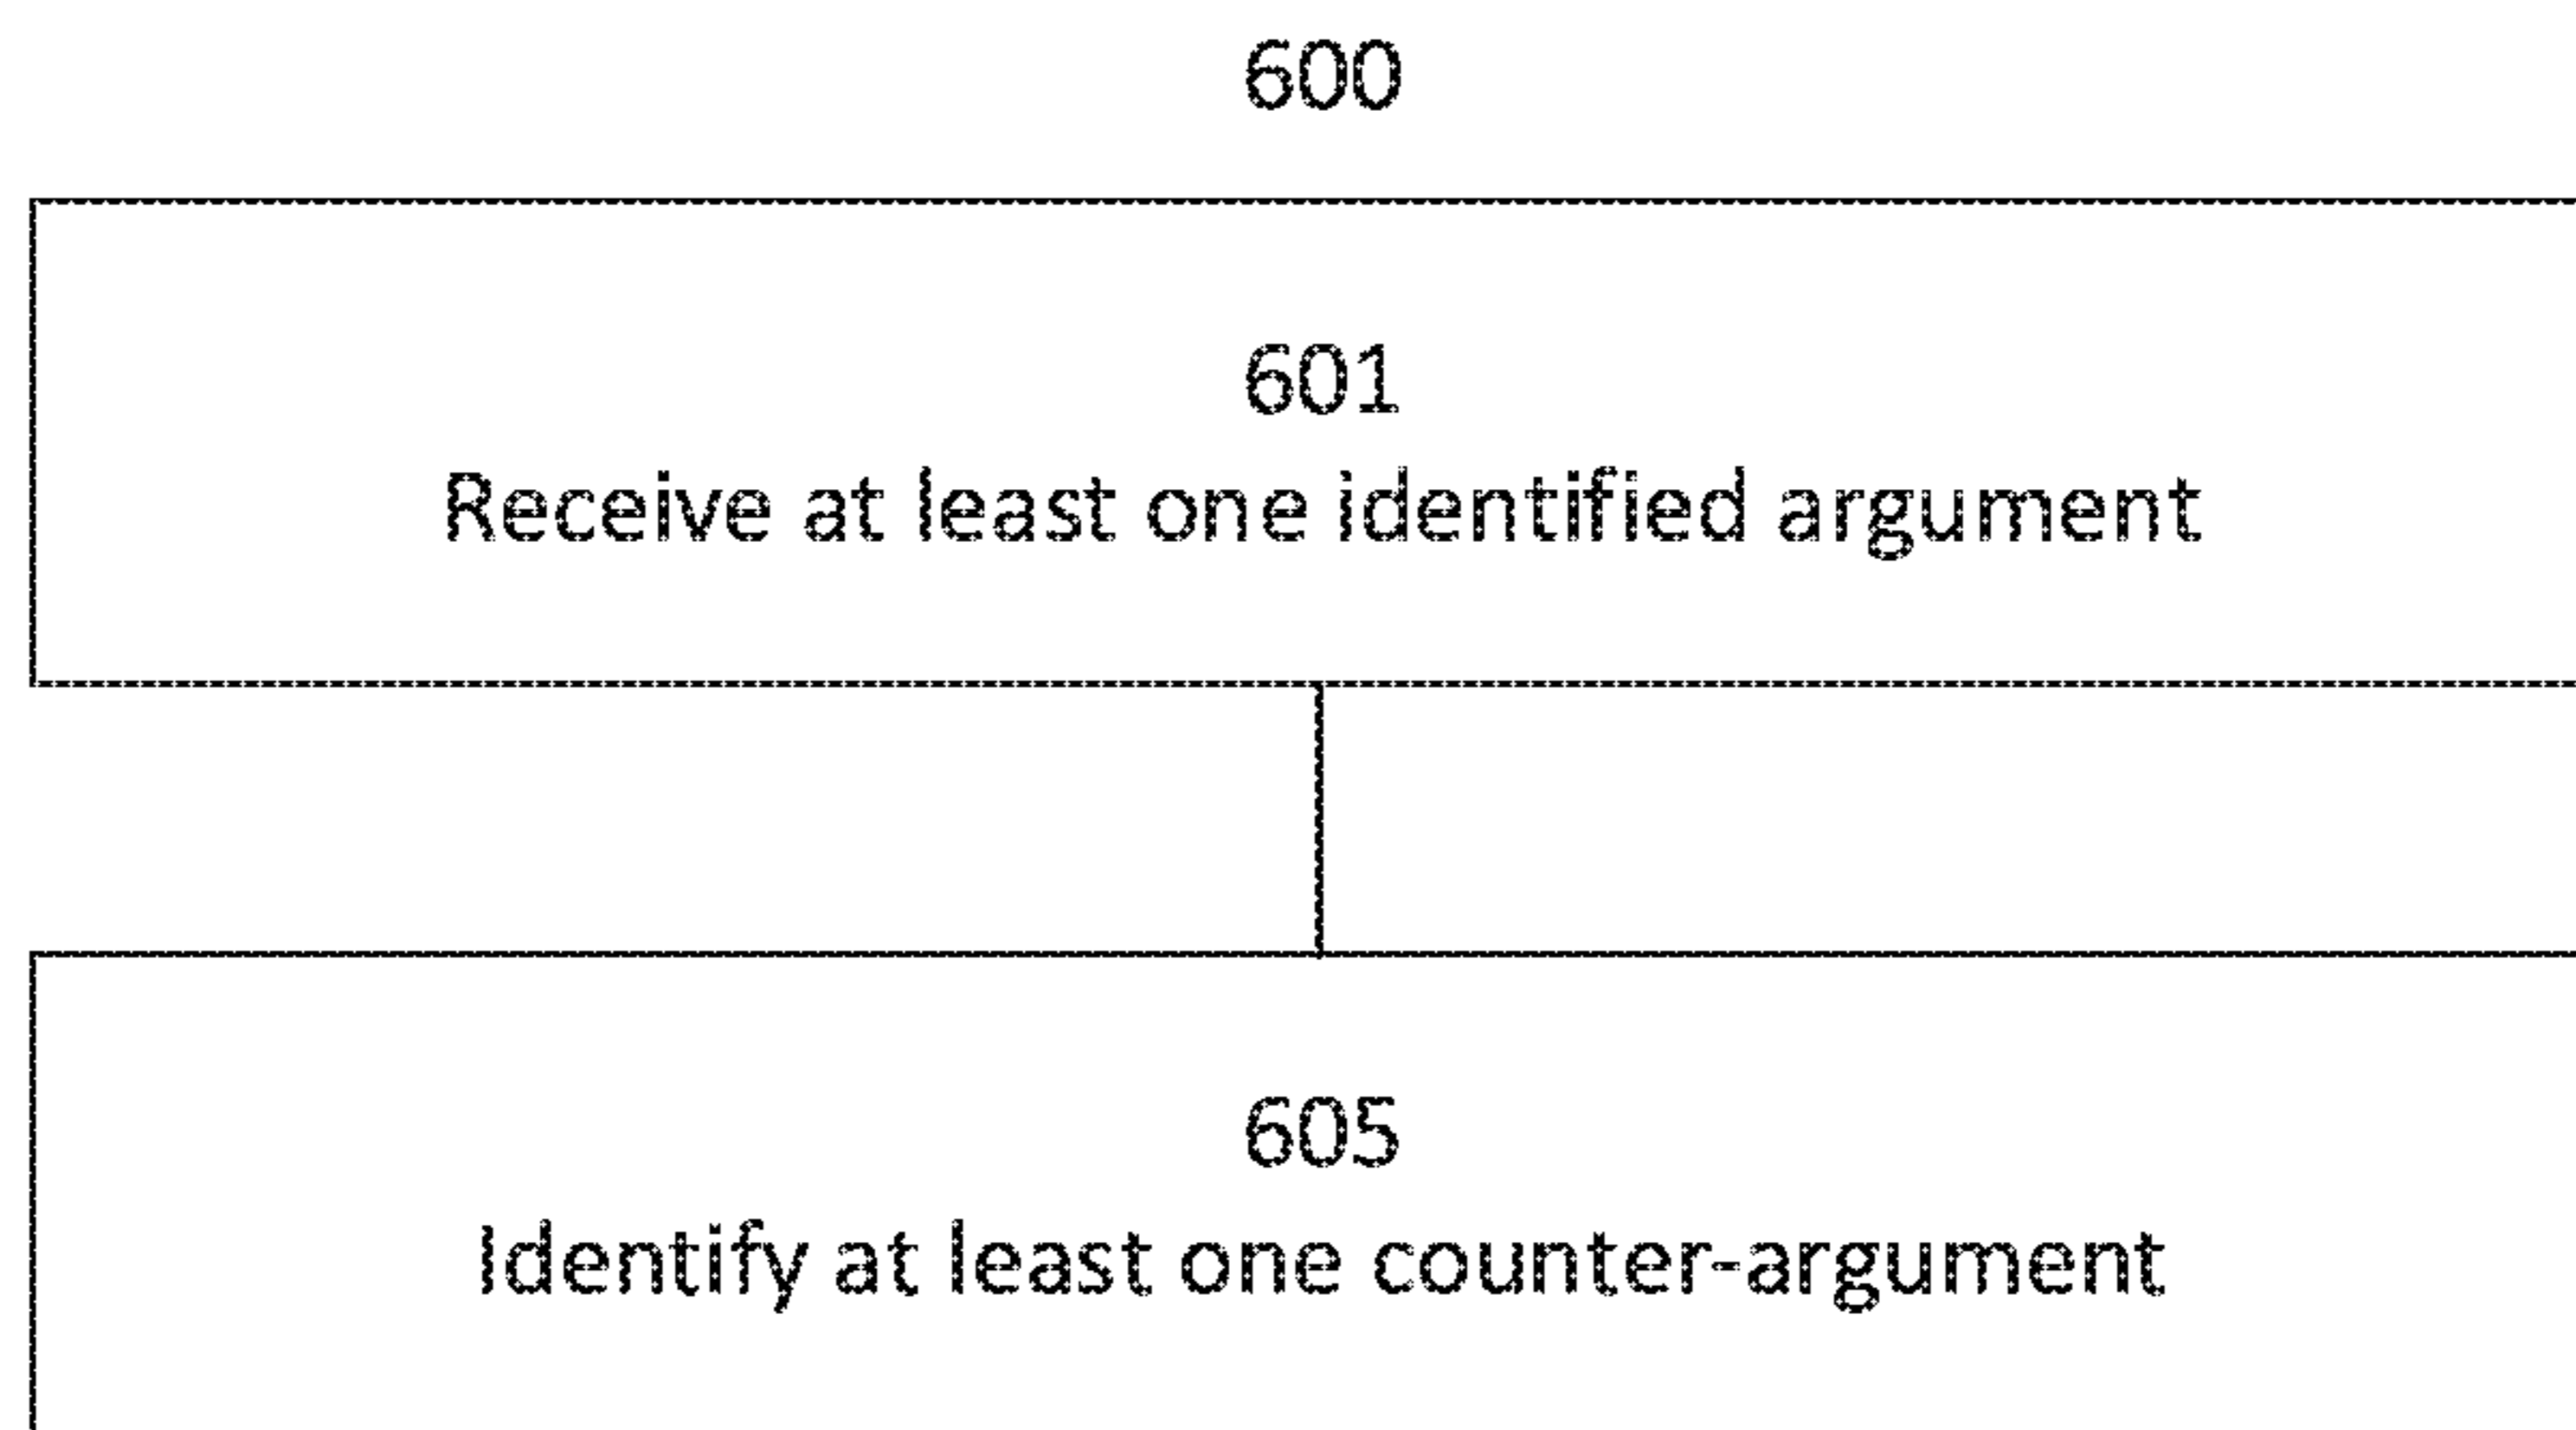 600
601
Receive at least one identified argument
605
Identify at least one counter-argument